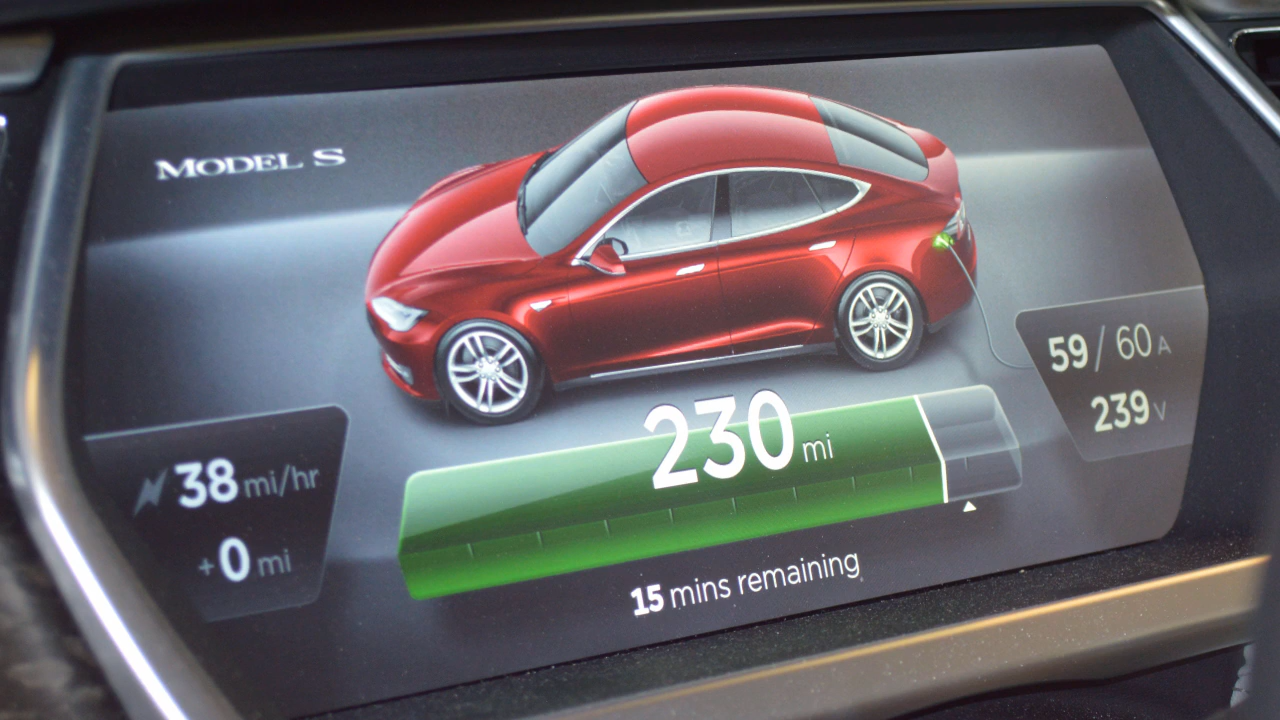 MODEL S
59 / 60 A
239 V
230 mi
38 mi/hr
+0 mi
15 mins remaining